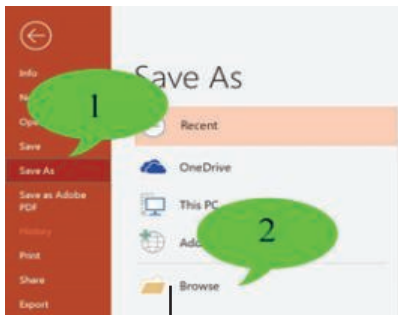 Info
1
Save As
Recent
Save
Save As
OneDrive
Save as Adobe
PDF
This PC
2
History
Print
Browse
Share
Export